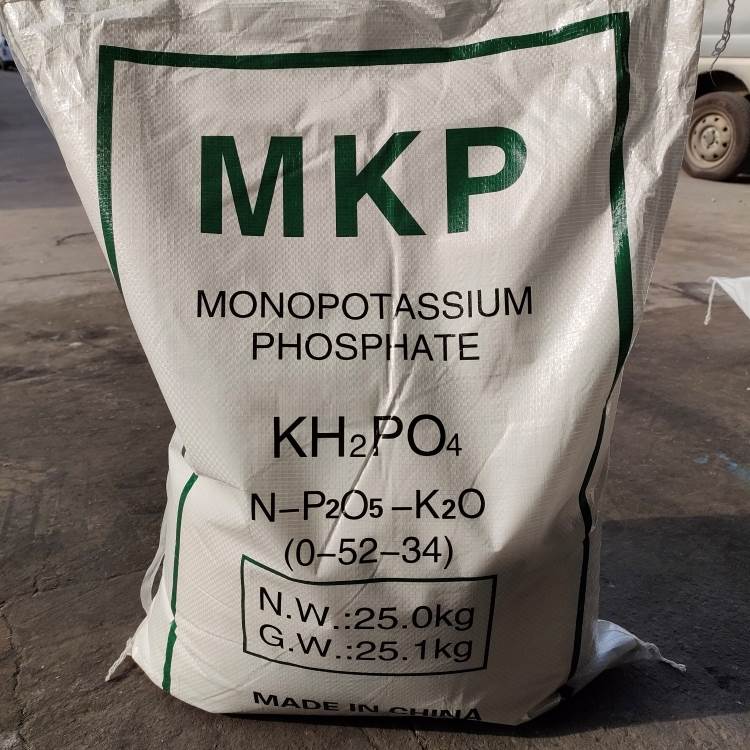 MKP
MONOPOTASSIUM
PHOSPHATE
KH₂PO₄
N–P₂O₅–K₂O
(0–52–34)
N.W.:25.0kg
G.W.:25.1kg
MADE IN CHINA